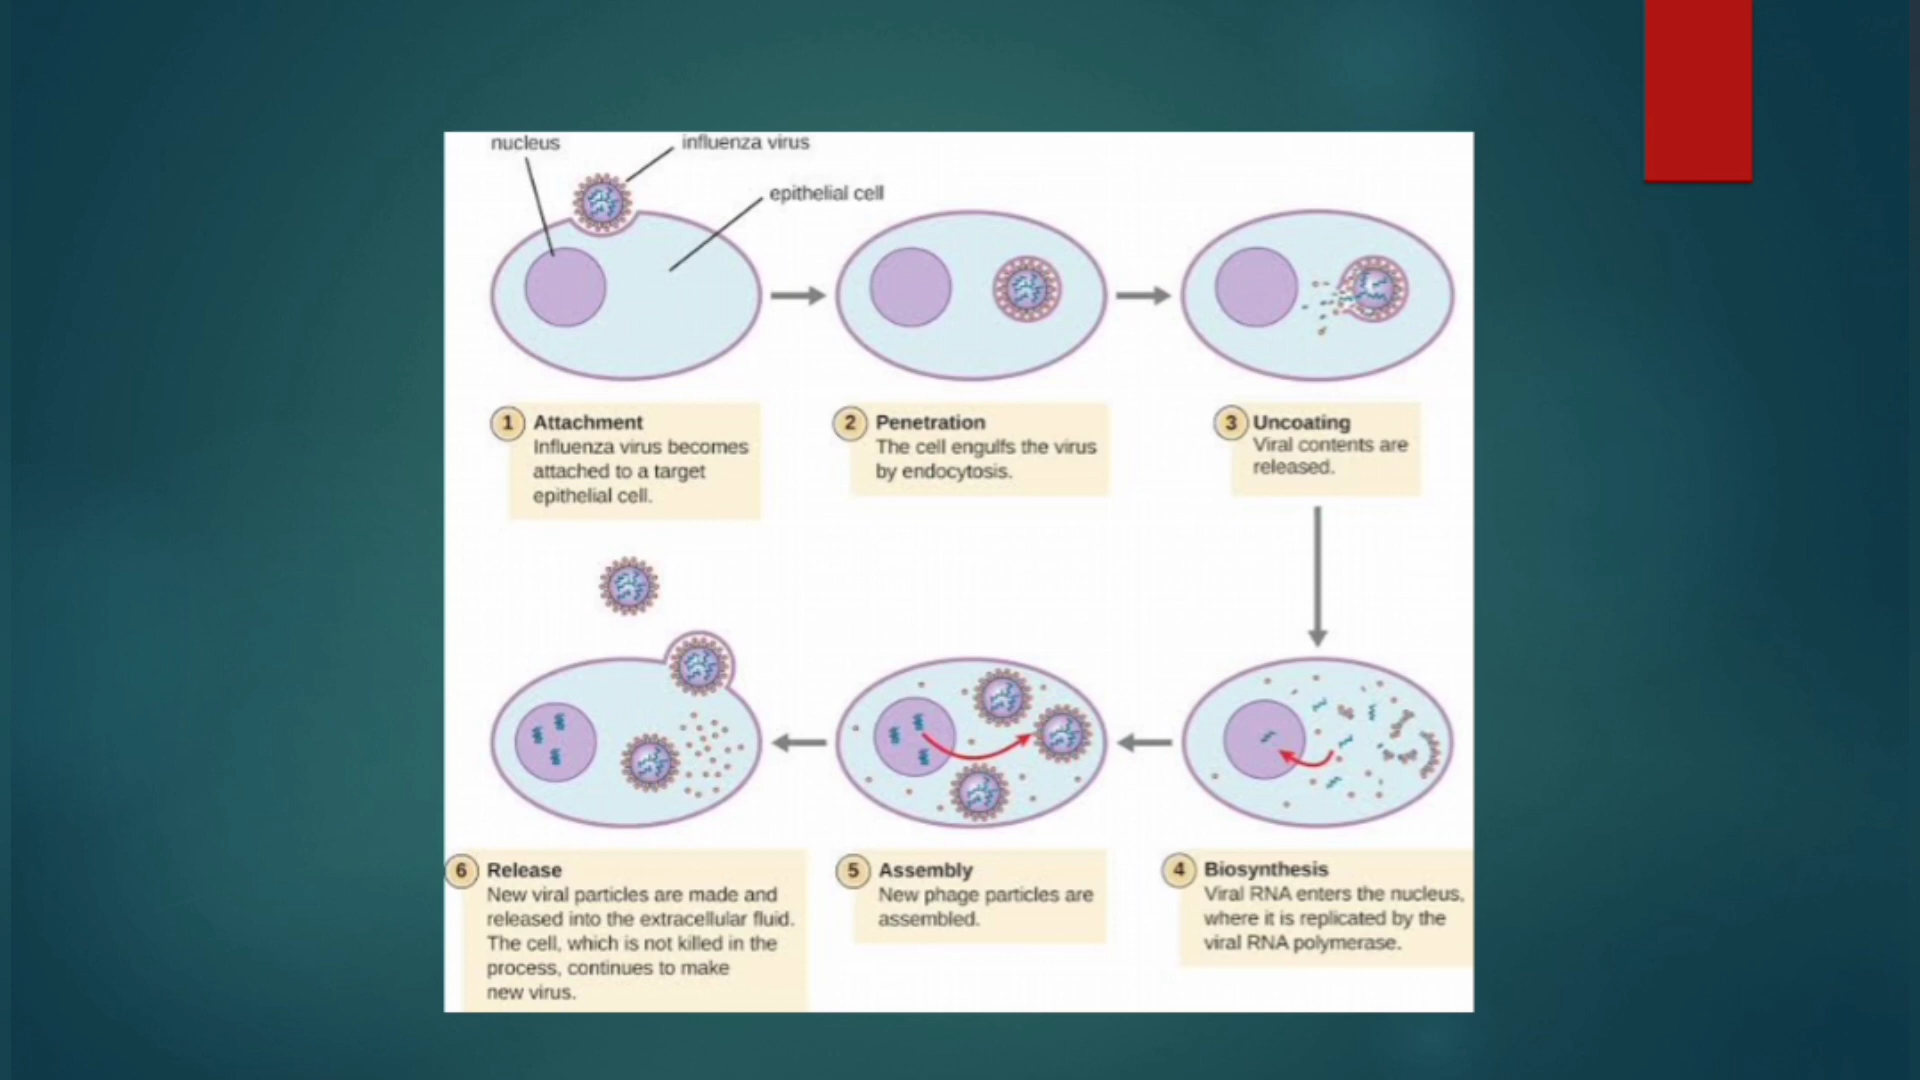 nucleus
influenza virus
epithelial cell
1 Attachment
Influenza virus becomes
attached to a target
epithelial cell.
2 Penetration
The cell engulfs the virus
by endocytosis.
3 Uncoating
Viral contents are
released.
4 Biosynthesis
Viral RNA enters the nucleus,
where it is replicated by the
viral RNA polymerase.
5 Assembly
New phage particles are
assembled.
6 Release
New viral particles are made and
released into the extracellular fluid.
The cell, which is not killed in the
process, continues to make
new virus.